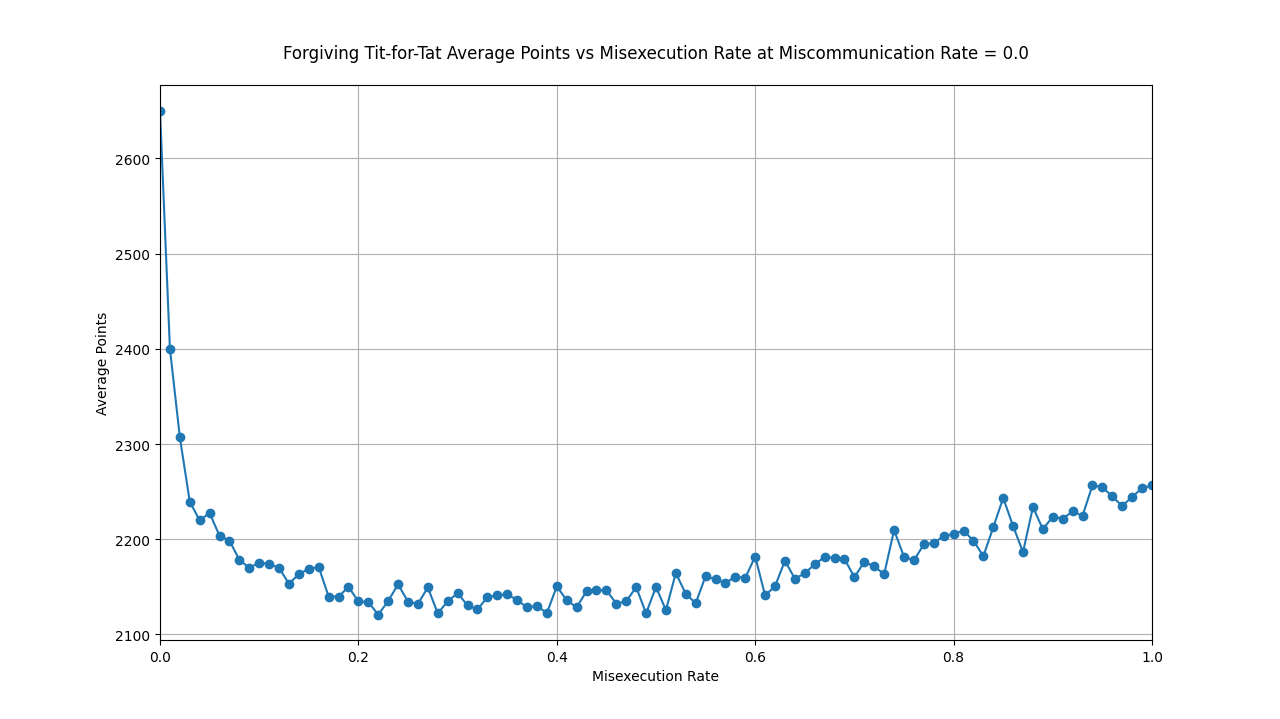 Forgiving Tit-for-Tat Average Points vs Misexecution Rate at Miscommunication Rate = 0.0
2600
2500
2400
2300
2200
2100
Average Points
0.0 0.2 0.4 0.6 0.8 1.0
Misexecution Rate